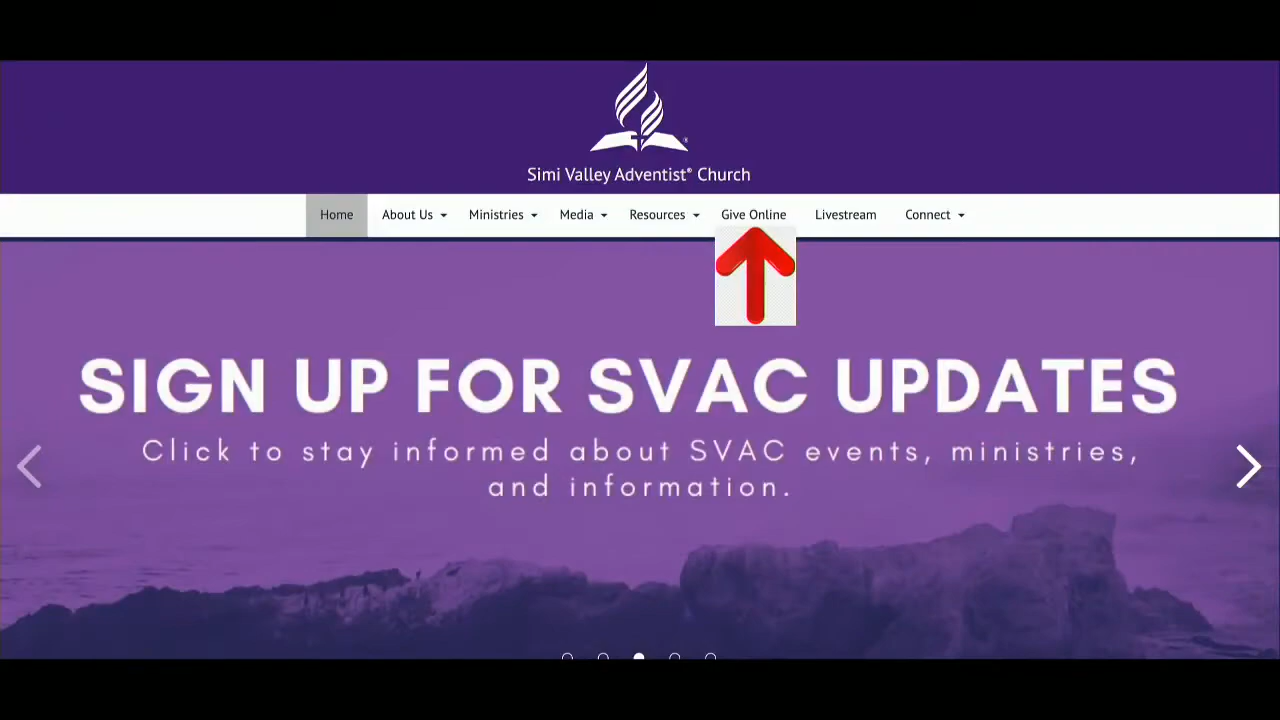 Simi Valley Adventist® Church
Home About Us Ministries Media Resources Give Online Livestream Connect
SIGN UP FOR SVAC UPDATES
Click to stay informed about SVAC events, ministries,
and information.